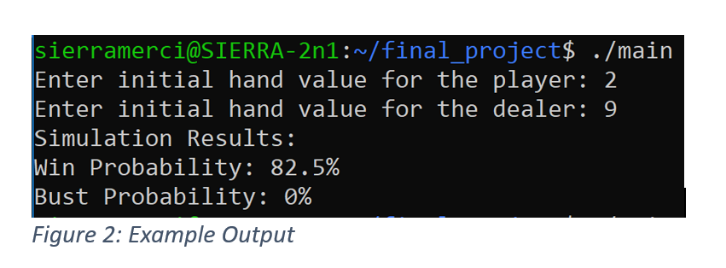 sierramerci@SIERRA-2n1:~/final_project$ ./main
Enter initial hand value for the player: 2
Enter initial hand value for the dealer: 9
Simulation Results:
Win Probability: 82.5%
Bust Probability: 0%
Figure 2: Example Output